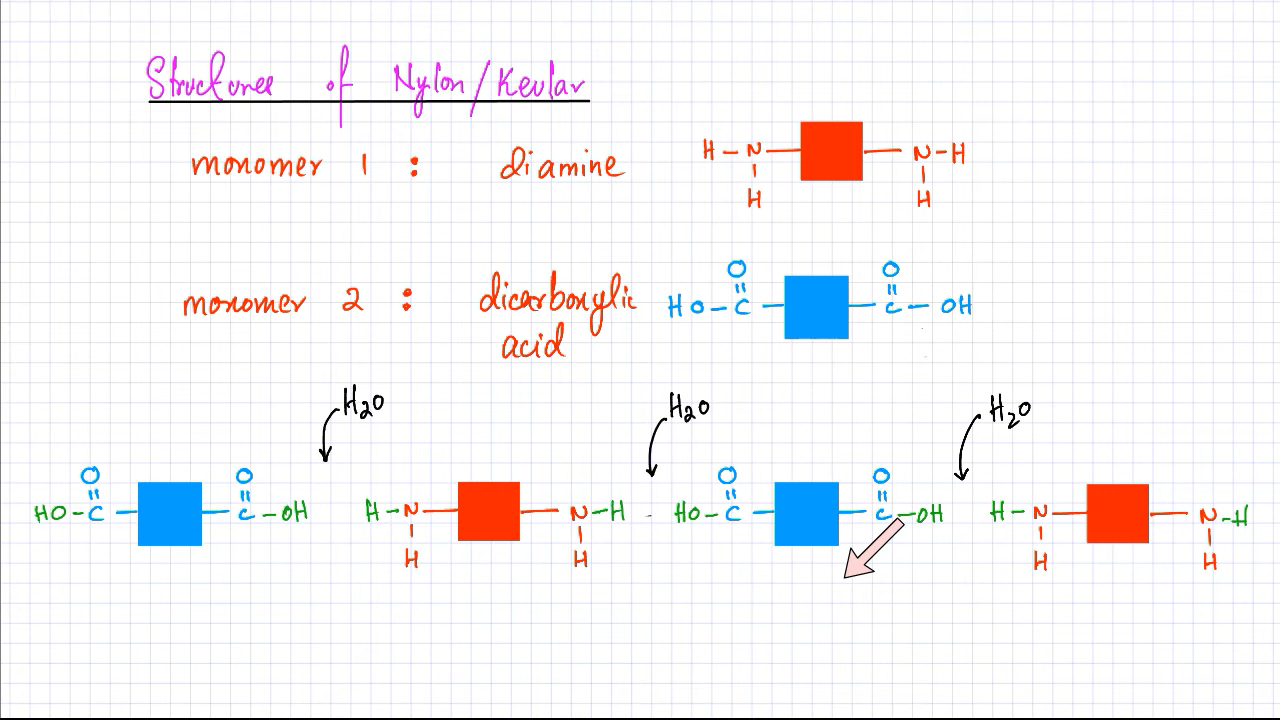 Structures of Nylon/Kevlar
monomer 1 : diamine
H – N – – N – H
H H
monomer 2 : dicarboxylic
acid
O O
HO – C – – C – OH
H2O H2O H2O
O O O O
HO – C – – C – OH H – N – – N – H HO – C – – C – OH H – N – – N – H
H H H H